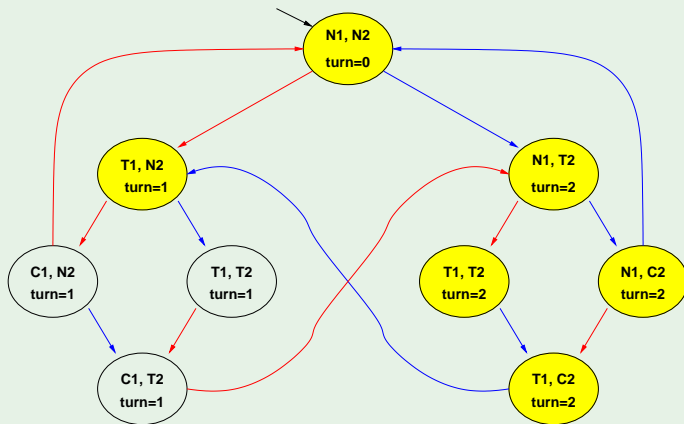 N1, N2
turn=0
T1, N2
turn=1
N1, T2
turn=2
C1, N2
turn=1
T1, T2
turn=1
T1, T2
turn=2
N1, C2
turn=2
C1, T2
turn=1
T1, C2
turn=2